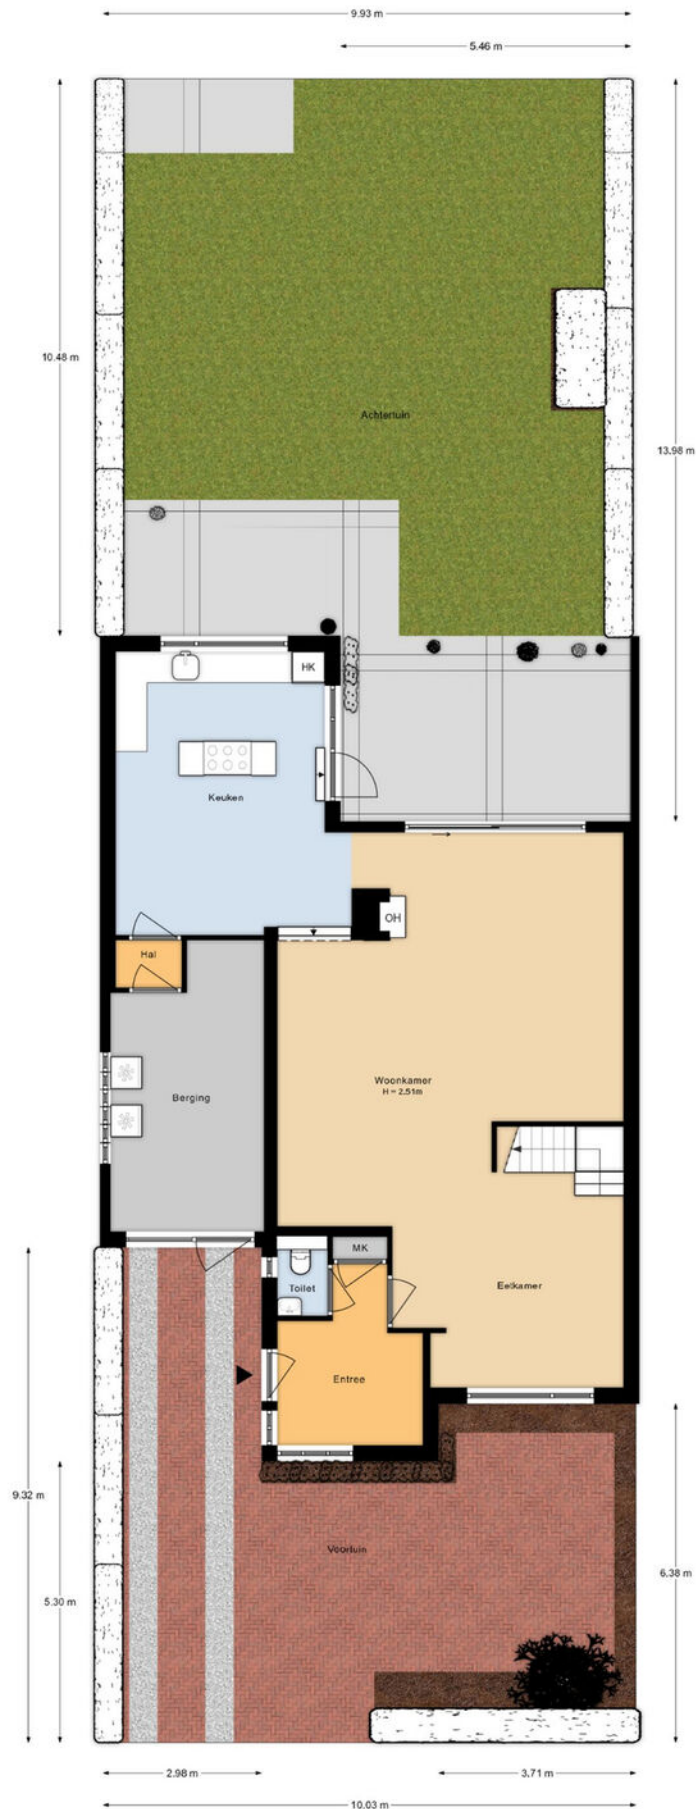 9.93 m
5.46 m
10.48 m
Achtertuin
13.98 m
HK
Keuken
OH
Hal
Woonkamer
H = 2.51m
Berging
MK
Toilet
Eetkamer
Entree
9.32 m
Voortuin
6.38 m
5.30 m
2.98 m
3.71 m
10.03 m